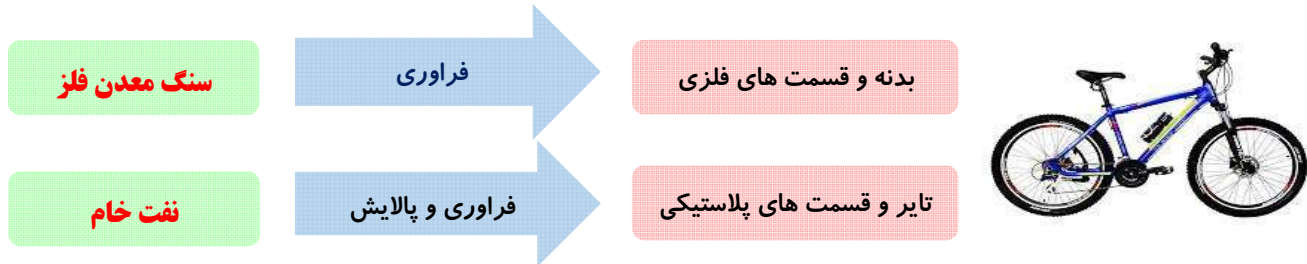 سنگ معدن فلز
فراوری
بدنه و قسمت های فلزی
نفت خام
فراوری و پالایش
تایر و قسمت های پلاستیکی